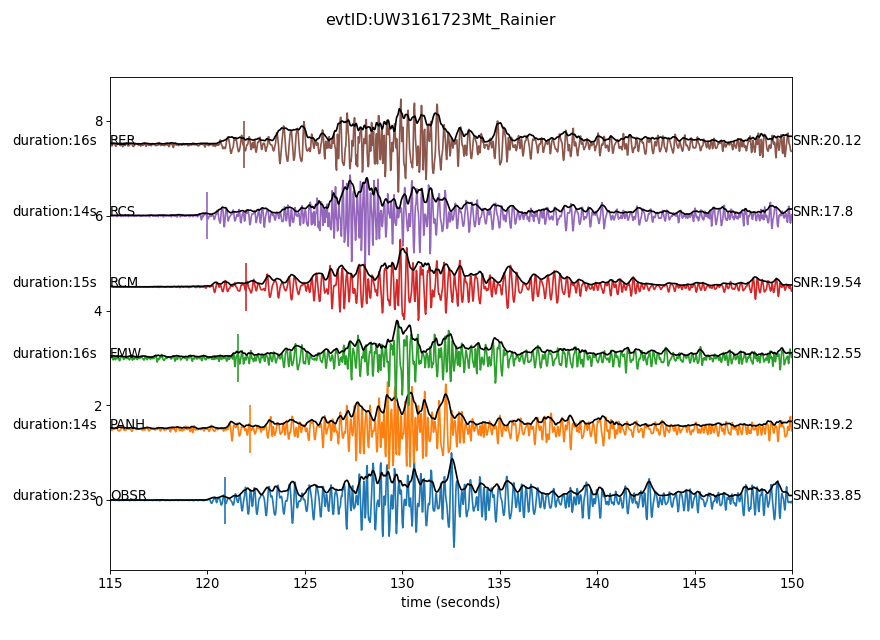 evtID:UW3161723Mt_Rainier
8
duration:16s RER SNR:20.12
duration:14s RCS SNR:17.8
6
duration:15s RCM SNR:19.54
4
duration:16s FMW SNR:12.55
2
duration:14s PANH SNR:19.2
duration:23s OBSR SNR:33.85
0
115 120 125 130 135 140 145 150
time (seconds)